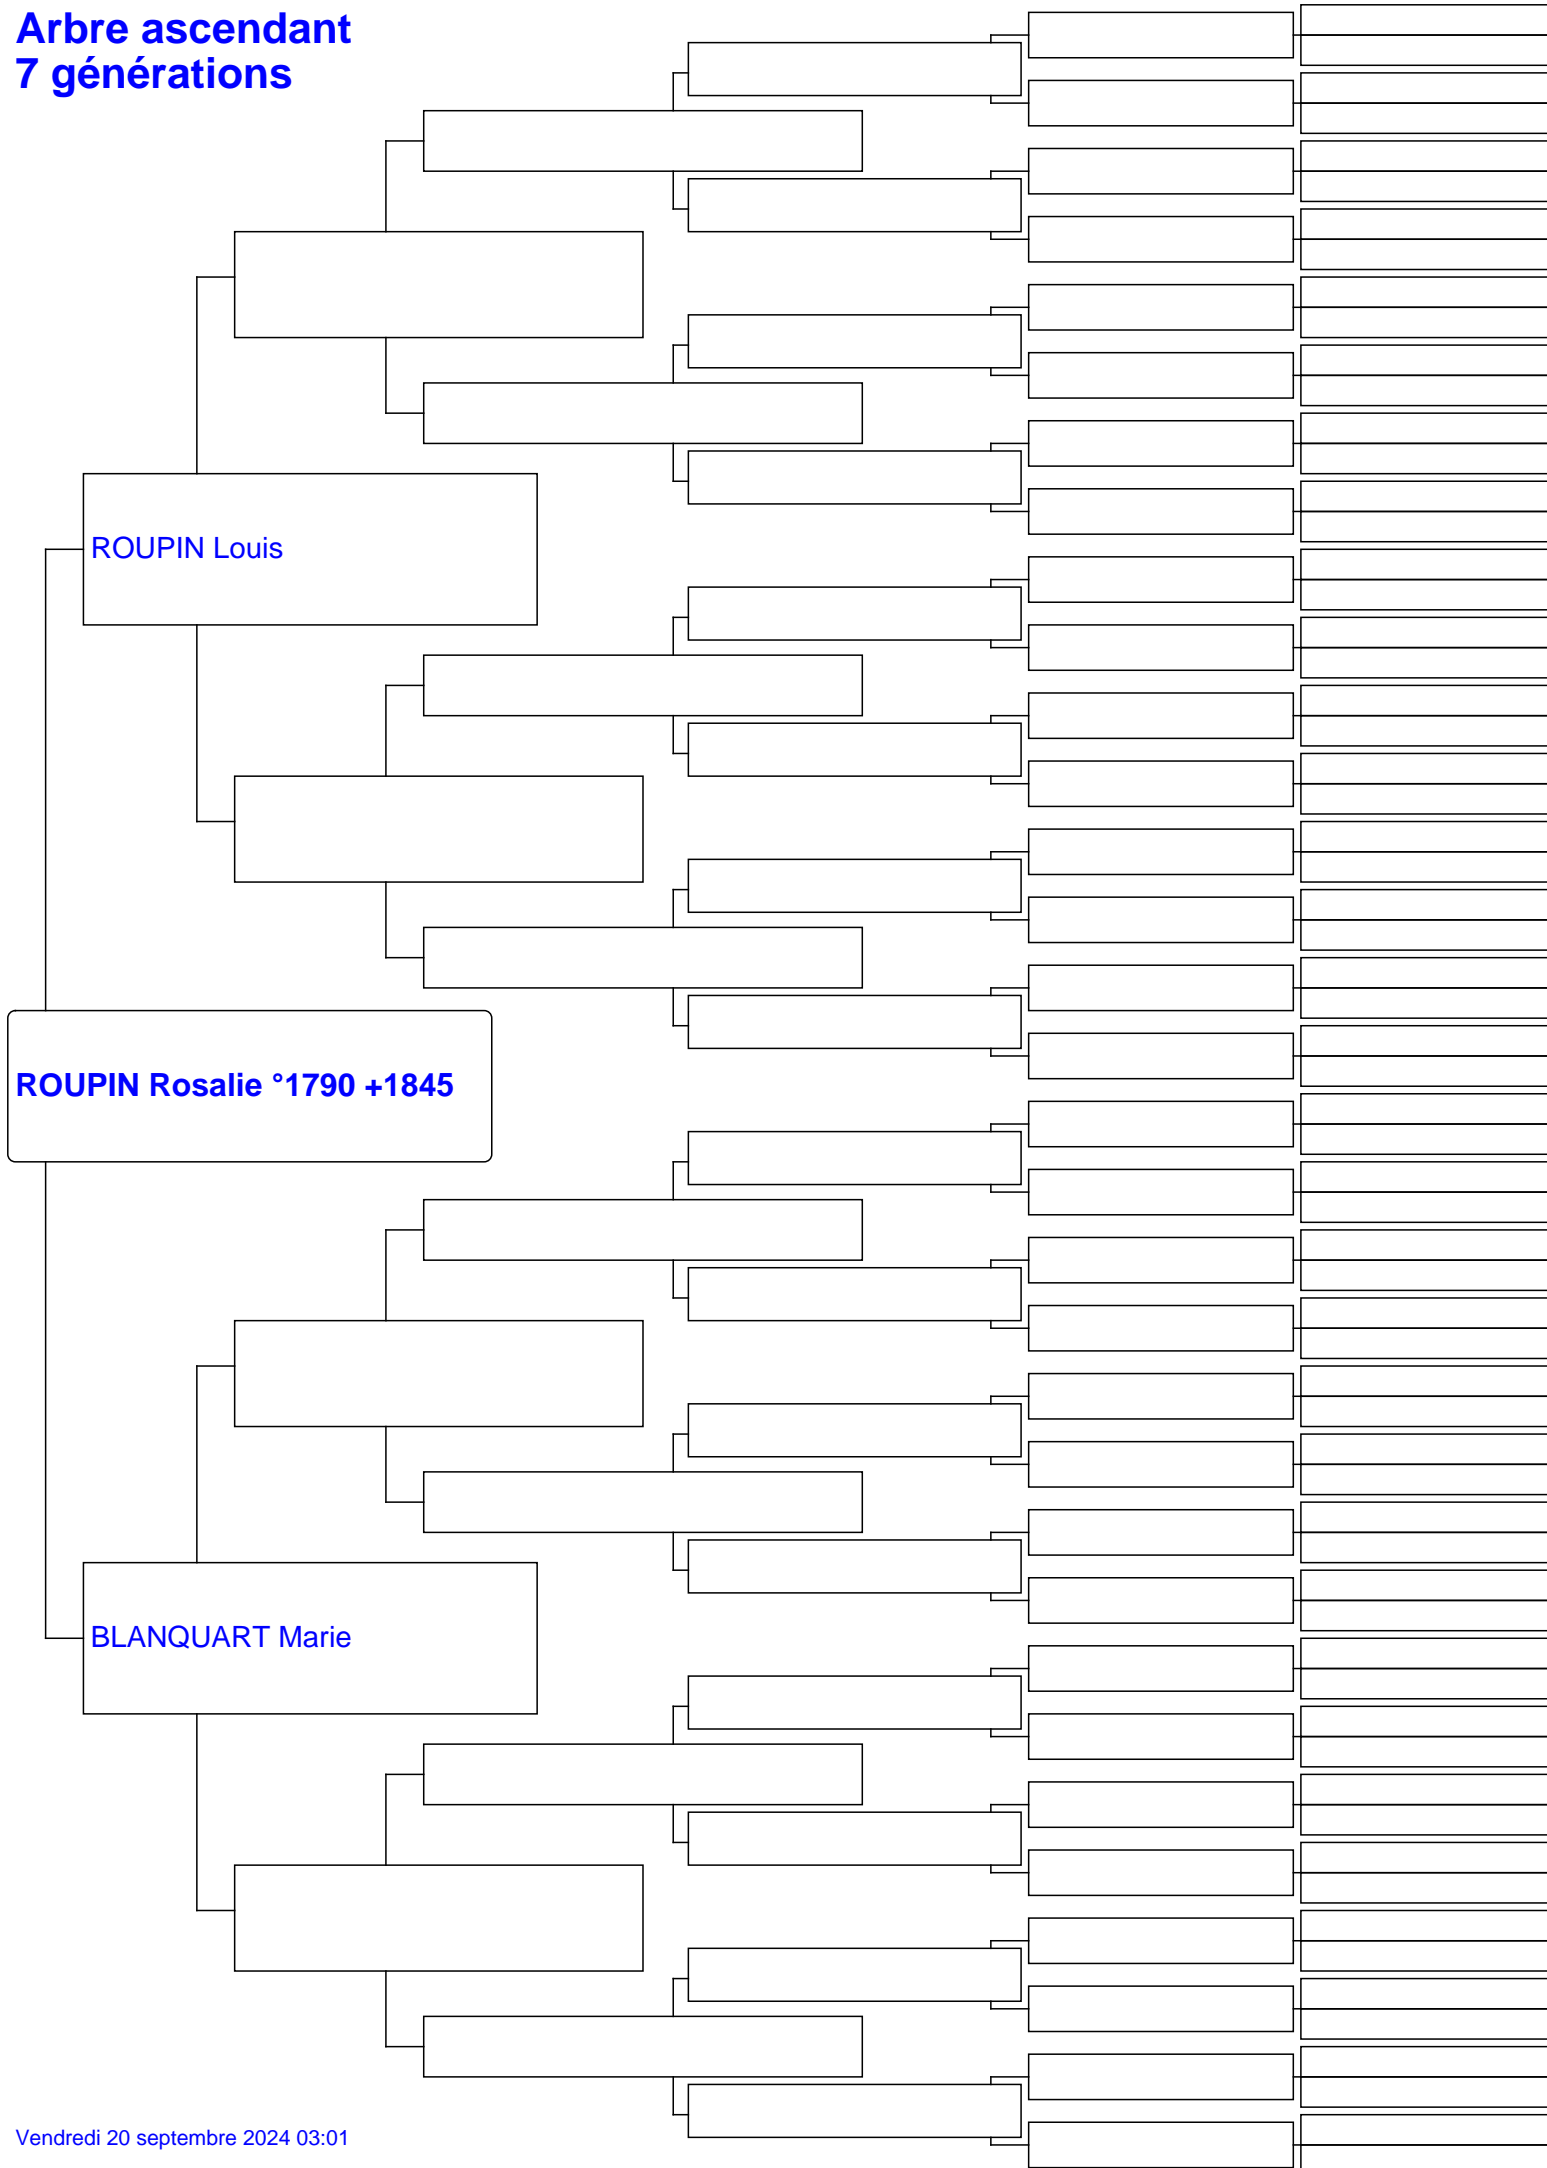 Arbre ascendant
7 générations
ROUPIN Louis
ROUPIN Rosalie °1790 +1845
BLANQUART Marie
Vendredi 20 septembre 2024 03:01